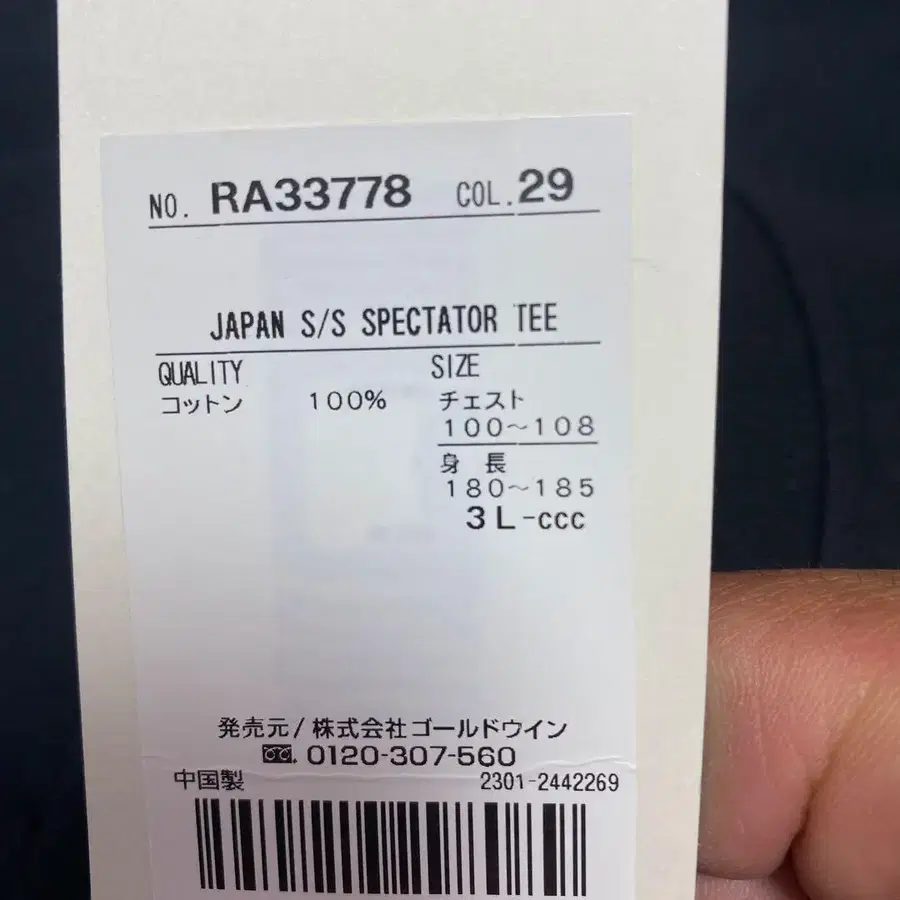 NO. RA33778 COL.29
JAPAN S/S SPECTATOR TEE
QUALITY SIZE
コットン 100% チェスト
100~108
身 長
180~185
3L-ccc
発売元/株式会社ゴールドウイン
0120-307-560
中国製 2301-2442269